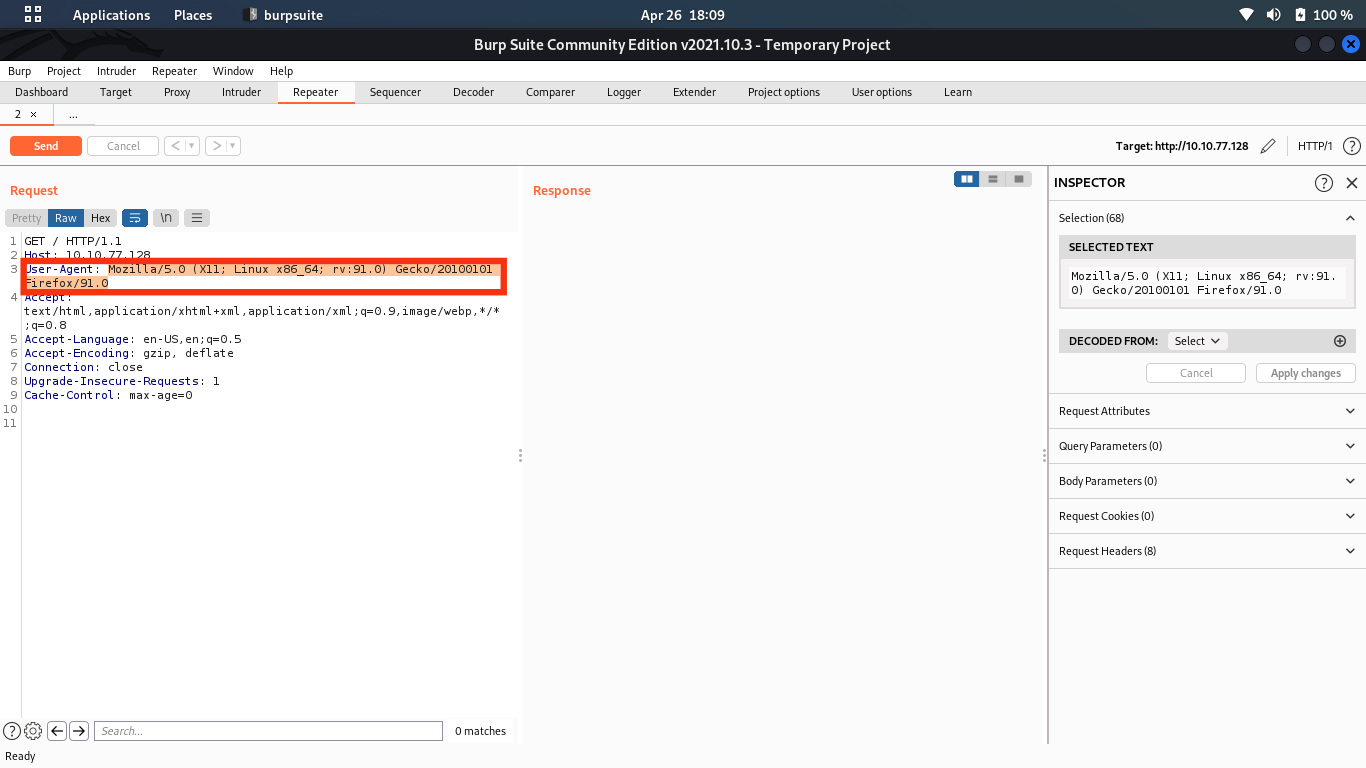 Applications Places burpsuite Apr 26 18:09 100 %
Burp Suite Community Edition v2021.10.3 - Temporary Project
Burp Project Intruder Repeater Window Help
Dashboard Target Proxy Intruder Repeater Sequencer Decoder Comparer Logger Extender Project options User options Learn
2 × ...
Send Cancel < > Target: http://10.10.77.128 HTTP/1 ?
Request
Pretty Raw Hex \n
1 GET / HTTP/1.1
2 Host: 10.10.77.128
3 User-Agent: Mozilla/5.0 (X11; Linux x86_64; rv:91.0) Gecko/20100101
Firefox/91.0
4 Accept:
text/html,application/xhtml+xml,application/xml;q=0.9,image/webp,*/*
;q=0.8
5 Accept-Language: en-US,en;q=0.5
6 Accept-Encoding: gzip, deflate
7 Connection: close
8 Upgrade-Insecure-Requests: 1
9 Cache-Control: max-age=0
10
11
? Search... 0 matches
Ready
Response
INSPECTOR ?
Selection (68)
SELECTED TEXT
Mozilla/5.0 (X11; Linux x86_64; rv:91.
0) Gecko/20100101 Firefox/91.0
DECODED FROM: Select
Cancel Apply changes
Request Attributes
Query Parameters (0)
Body Parameters (0)
Request Cookies (0)
Request Headers (8)